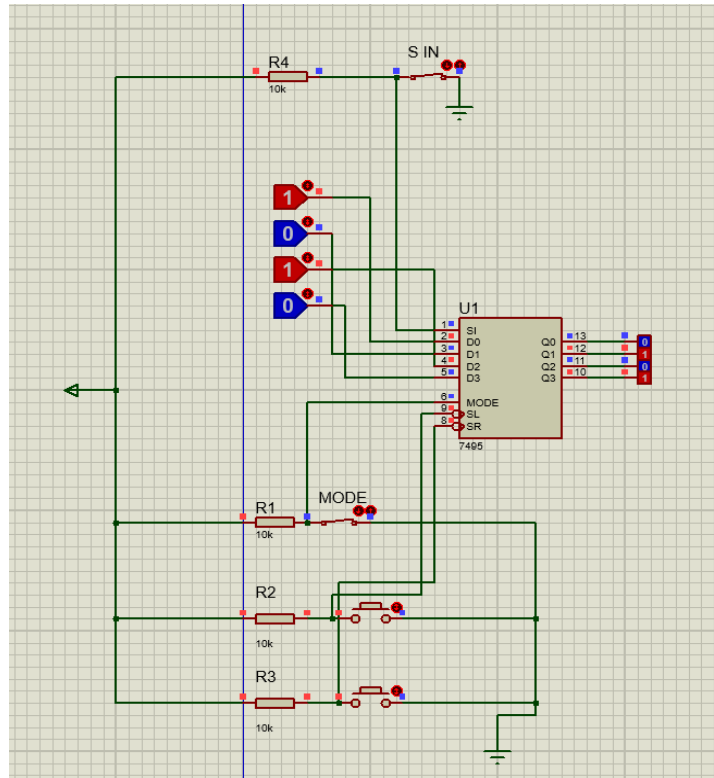 S IN
R4
10k
1
0
1
0
U1
1 SI
2 D0 Q0 13 0
3 D1 Q1 12 1
4 D2 Q2 11 0
5 D3 Q3 10 1
6 MODE
9 SL
8 SR
7495
R1 MODE
10k
R2
10k
R3
10k